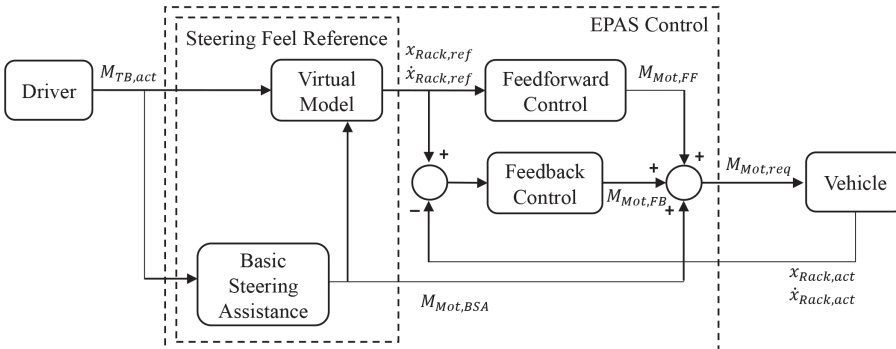 EPAS Control
Steering Feel Reference
Driver
M_{TB,act}
Virtual
Model
x_{Rack,ref}
ẋ_{Rack,ref}
Feedforward
Control
M_{Mot,FF}
+
+
+
+
−
Feedback
Control
M_{Mot,FB}
M_{Mot,req}
Vehicle
Basic
Steering
Assistance
M_{Mot,BSA}
x_{Rack,act}
ẋ_{Rack,act}